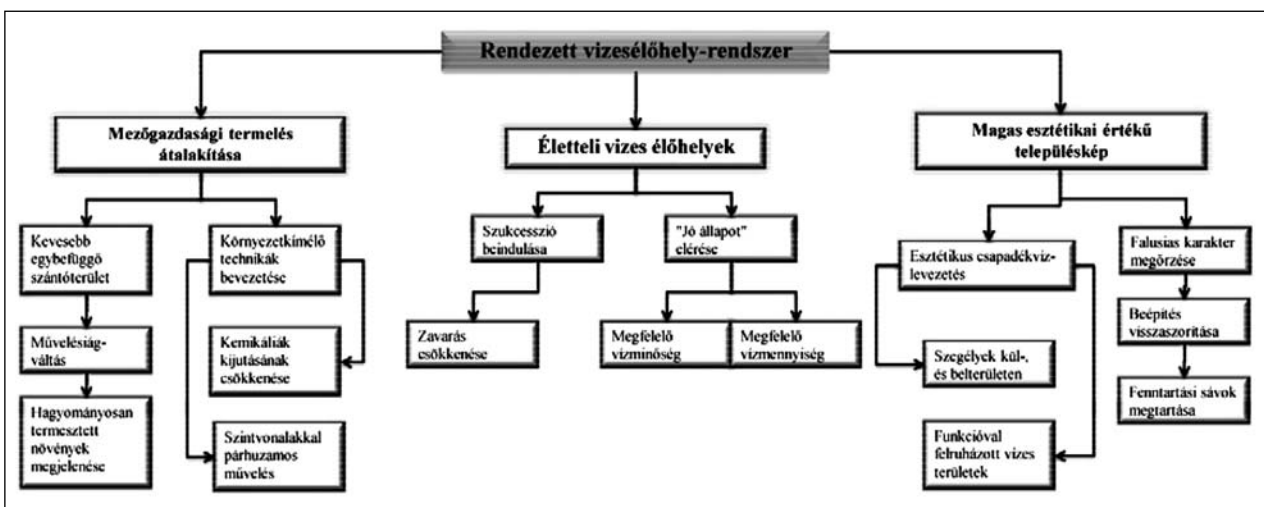 Rendezett vizesélőhely-rendszer
Mezőgazdasági termelés
átalakítása
Életteli vizes élőhelyek
Magas esztétikai értékű
településkép
Kevesebb
egybefüggő
szántóterület
Környezetkímélő
technikák
bevezetése
Szukcesszió
beindulása
"Jó állapot"
elérése
Esztétikus csapadékvíz-
levezetés
Falusias karakter
megőrzése
Művelésiág-
váltás
Kemikáliák
kijutásának
csökkenése
Zavarás
csökkenése
Megfelelő
vízminőség
Megfelelő
vízmennyiség
Szegélyek kül-,
és belterületen
Beépítés
visszaszorítása
Hagyományosan
termesztett
növények
megjelenése
Szintvonalakkal
párhuzamos
művelés
Funkcióval
felruházott vizes
területek
Fenntartási sávok
megtartása